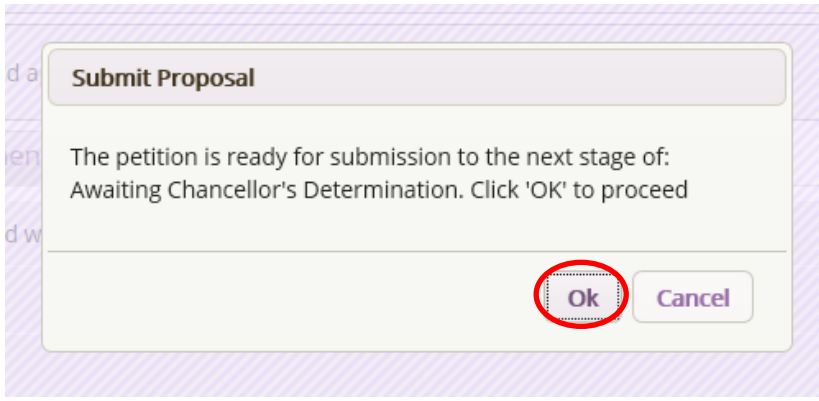 d a
Submit Proposal
The petition is ready for submission to the next stage of:
en
Awaiting Chancellor's Determination. Click 'OK' to proceed
d w
Ok Cancel